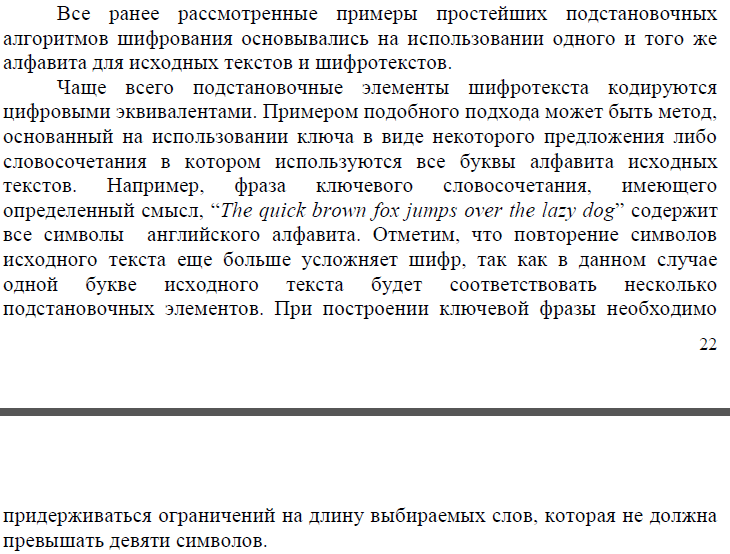 Все ранее рассмотренные примеры простейших подстановочных
алгоритмов шифрования основывались на использовании одного и того же
алфавита для исходных текстов и шифротекстов.
Чаще всего подстановочные элементы шифротекста кодируются
цифровыми эквивалентами. Примером подобного подхода может быть метод,
основанный на использовании ключа в виде некоторого предложения либо
словосочетания в котором используются все буквы алфавита исходных
текстов. Например, фраза ключевого словосочетания, имеющего
определенный смысл, “The quick brown fox jumps over the lazy dog” содержит
все символы английского алфавита. Отметим, что повторение символов
исходного текста еще больше усложняет шифр, так как в данном случае
одной букве исходного текста будет соответствовать несколько
подстановочных элементов. При построении ключевой фразы необходимо
22
придерживаться ограничений на длину выбираемых слов, которая не должна
превышать девяти символов.